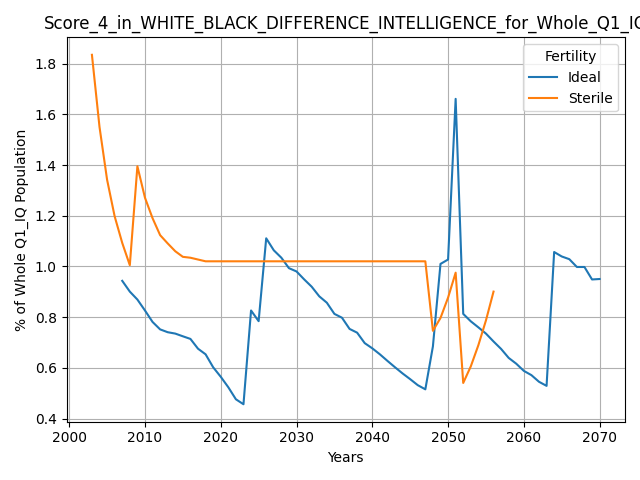 Score_4_in_WHITE_BLACK_DIFFERENCE_INTELLIGENCE_for_Whole_Q1_IQ
Fertility
Ideal
Sterile
% of Whole Q1_IQ Population
1.8
1.6
1.4
1.2
1.0
0.8
0.6
0.4
2000 2010 2020 2030 2040 2050 2060 2070
Years